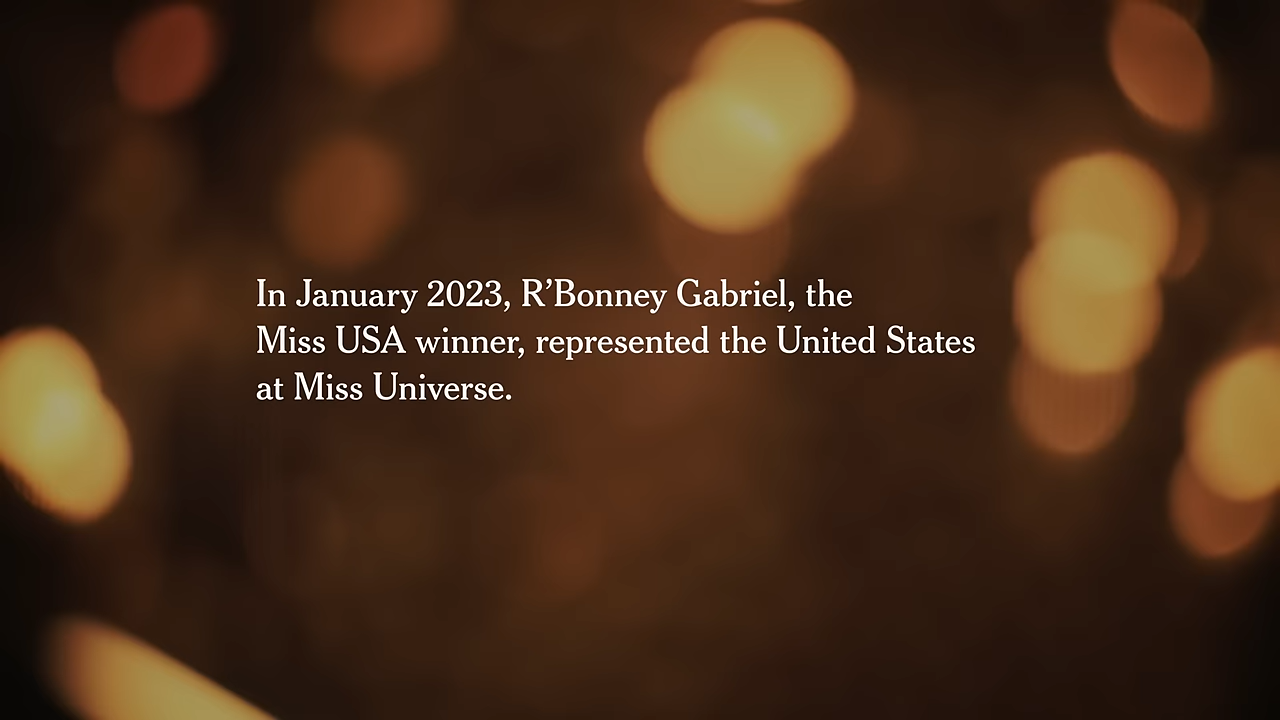 In January 2023, R’Bonney Gabriel, the
Miss USA winner, represented the United States
at Miss Universe.